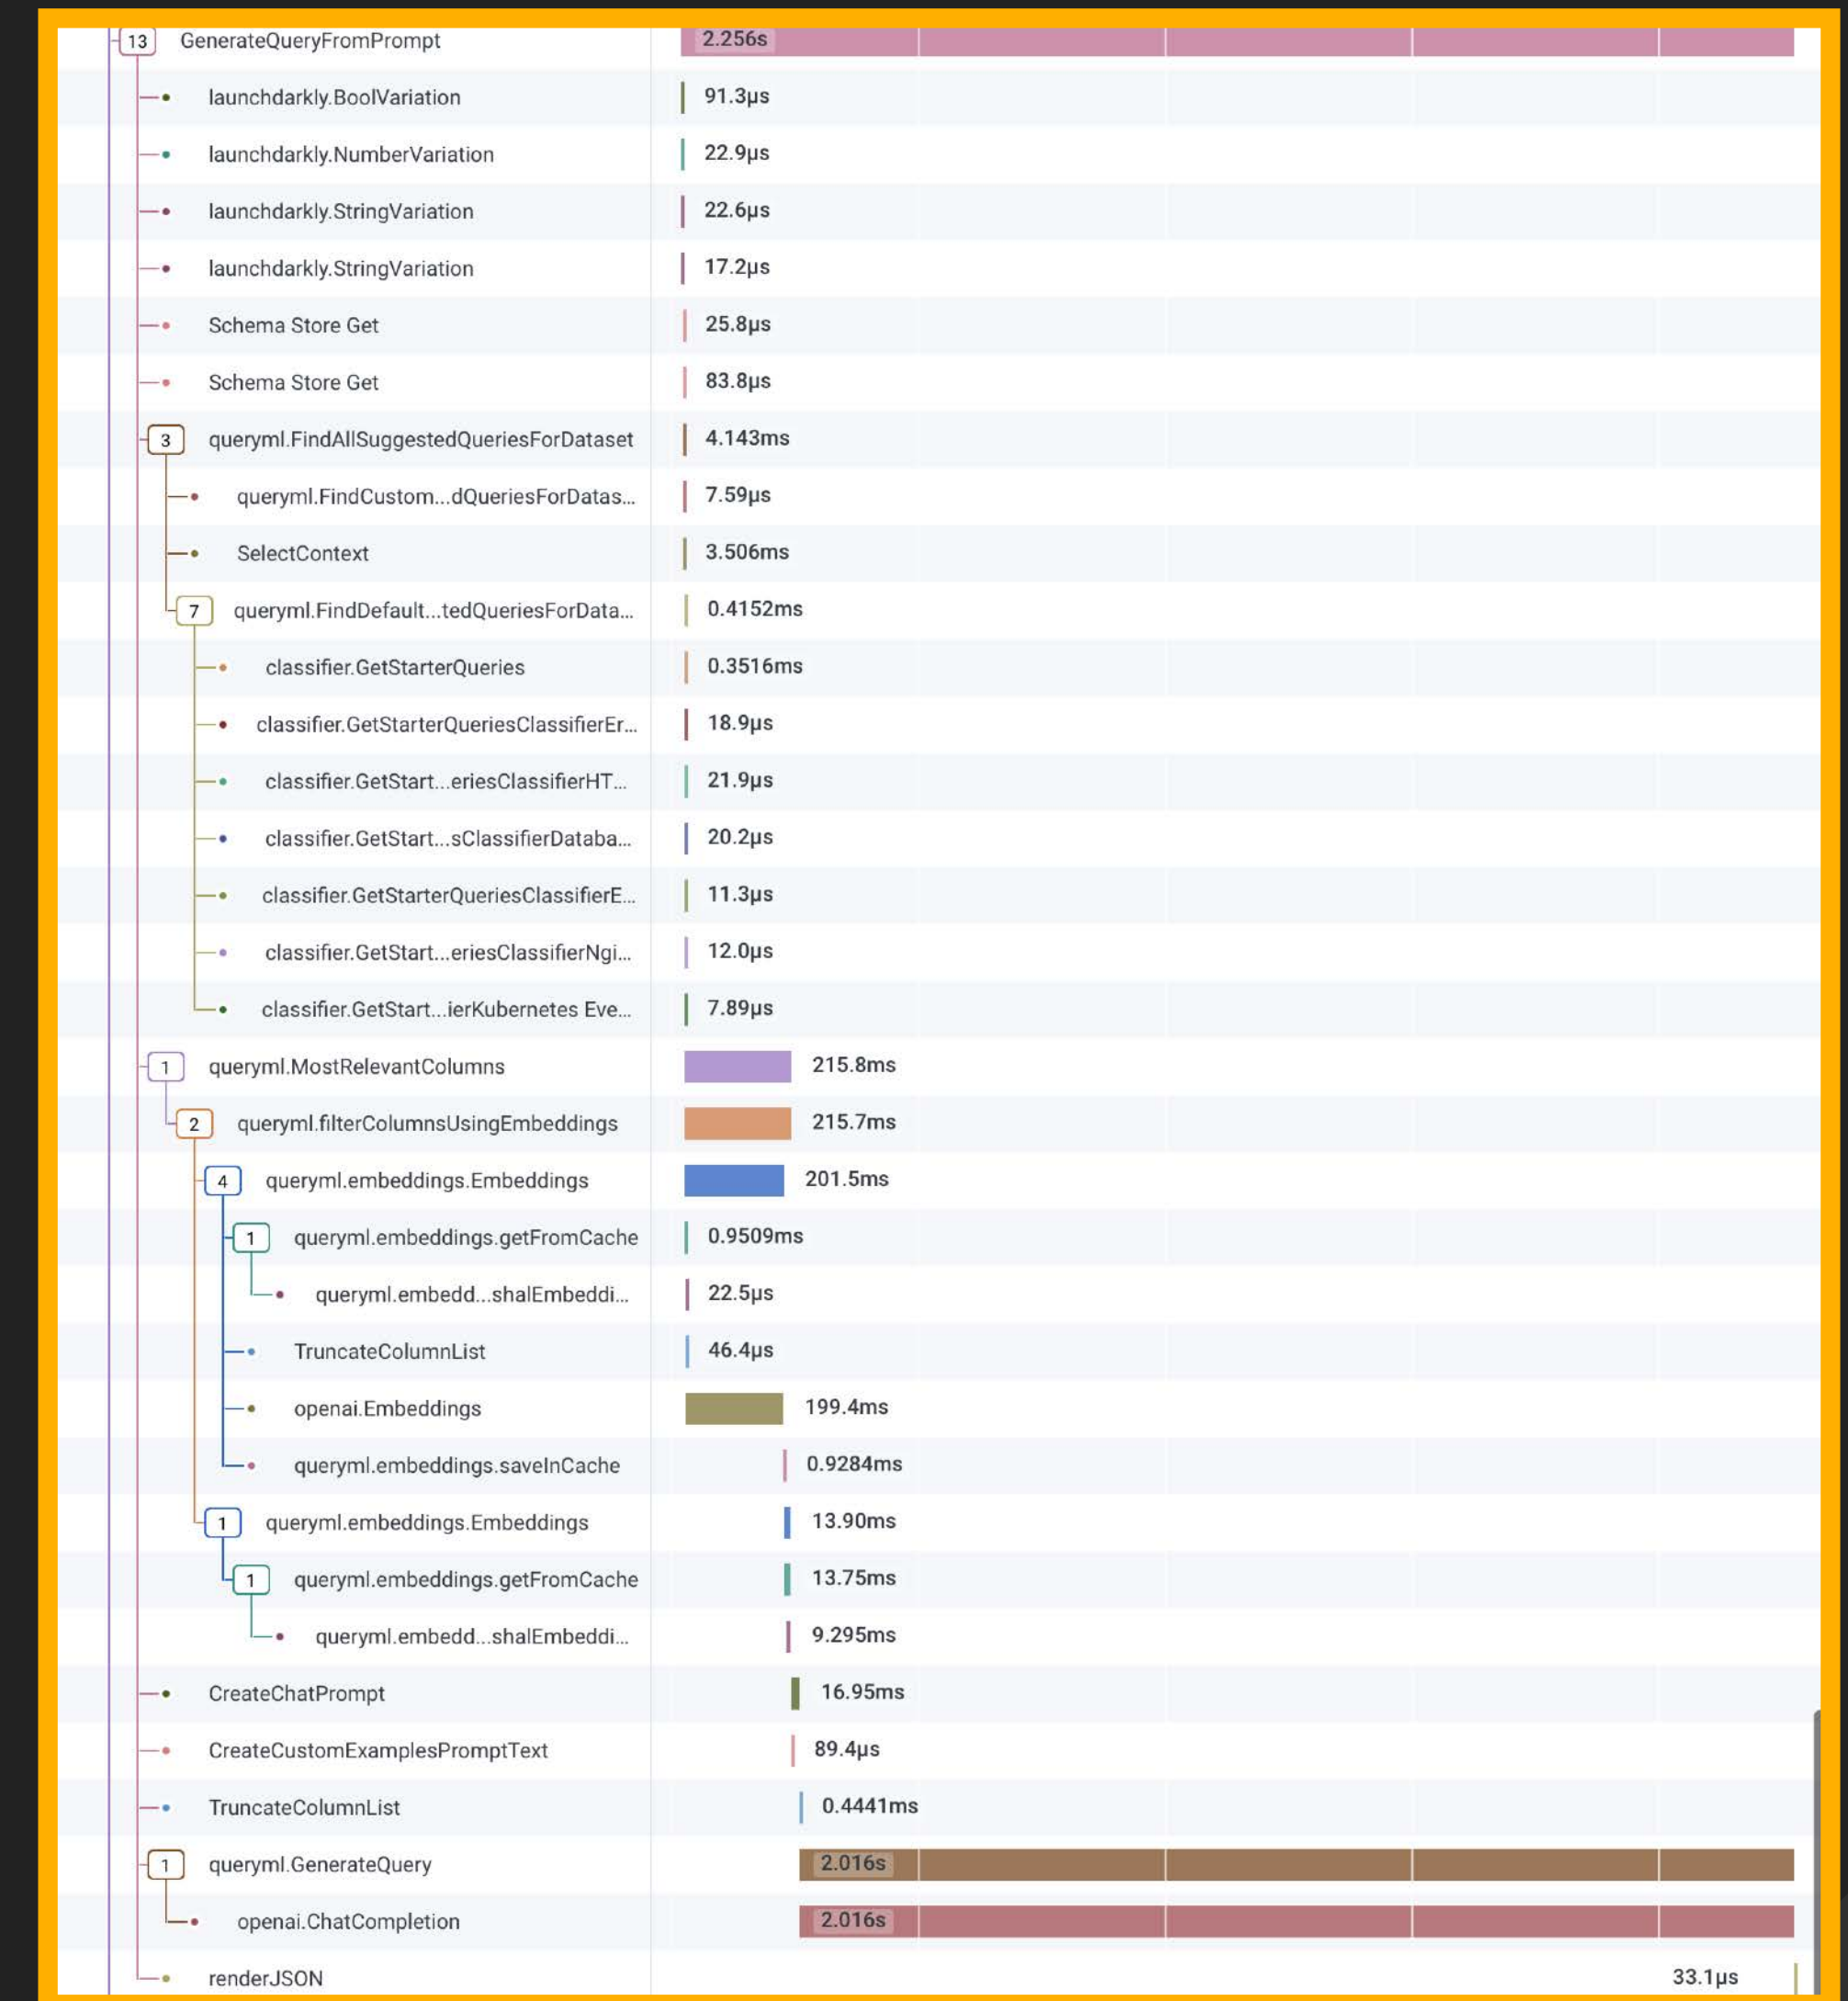 13 GenerateQueryFromPrompt 2.256s
launchdarkly.BoolVariation 91.3µs
launchdarkly.NumberVariation 22.9µs
launchdarkly.StringVariation 22.6µs
launchdarkly.StringVariation 17.2µs
Schema Store Get 25.8µs
Schema Store Get 83.8µs
3 queryml.FindAllSuggestedQueriesForDataset 4.143ms
queryml.FindCustom...dQueriesForDatas... 7.59µs
SelectContext 3.506ms
7 queryml.FindDefault...tedQueriesForData... 0.4152ms
classifier.GetStarterQueries 0.3516ms
classifier.GetStarterQueriesClassifierEr... 18.9µs
classifier.GetStart...eriesClassifierHT... 21.9µs
classifier.GetStart...sClassifierDataba... 20.2µs
classifier.GetStarterQueriesClassifierE... 11.3µs
classifier.GetStart...eriesClassifierNgi... 12.0µs
classifier.GetStart...ierKubernetes Eve... 7.89µs
1 queryml.MostRelevantColumns 215.8ms
2 queryml.filterColumnsUsingEmbeddings 215.7ms
4 queryml.embeddings.Embeddings 201.5ms
1 queryml.embeddings.getFromCache 0.9509ms
queryml.embedd...shalEmbeddi... 22.5µs
TruncateColumnList 46.4µs
openai.Embeddings 199.4ms
queryml.embeddings.saveInCache 0.9284ms
1 queryml.embeddings.Embeddings 13.90ms
1 queryml.embeddings.getFromCache 13.75ms
queryml.embedd...shalEmbeddi... 9.295ms
CreateChatPrompt 16.95ms
CreateCustomExamplesPromptText 89.4µs
TruncateColumnList 0.4441ms
1 queryml.GenerateQuery 2.016s
openai.ChatCompletion 2.016s
renderJSON 33.1µs